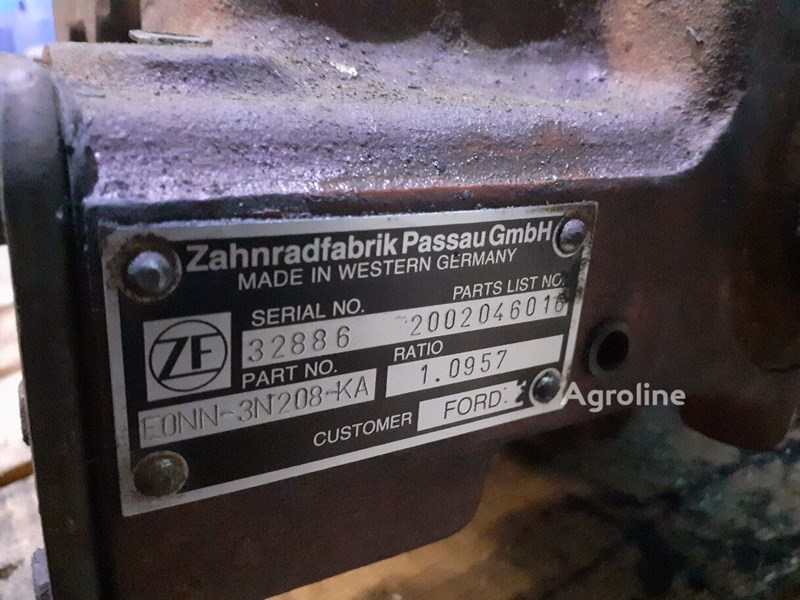 Zahnradfabrik Passau GmbH
MADE IN WESTERN GERMANY
SERIAL NO. PARTS LIST NO.
32886 2002046016
ZF
PART NO. RATIO
E0NN-3N208-KA 1.0957
CUSTOMER FORD
Agroline